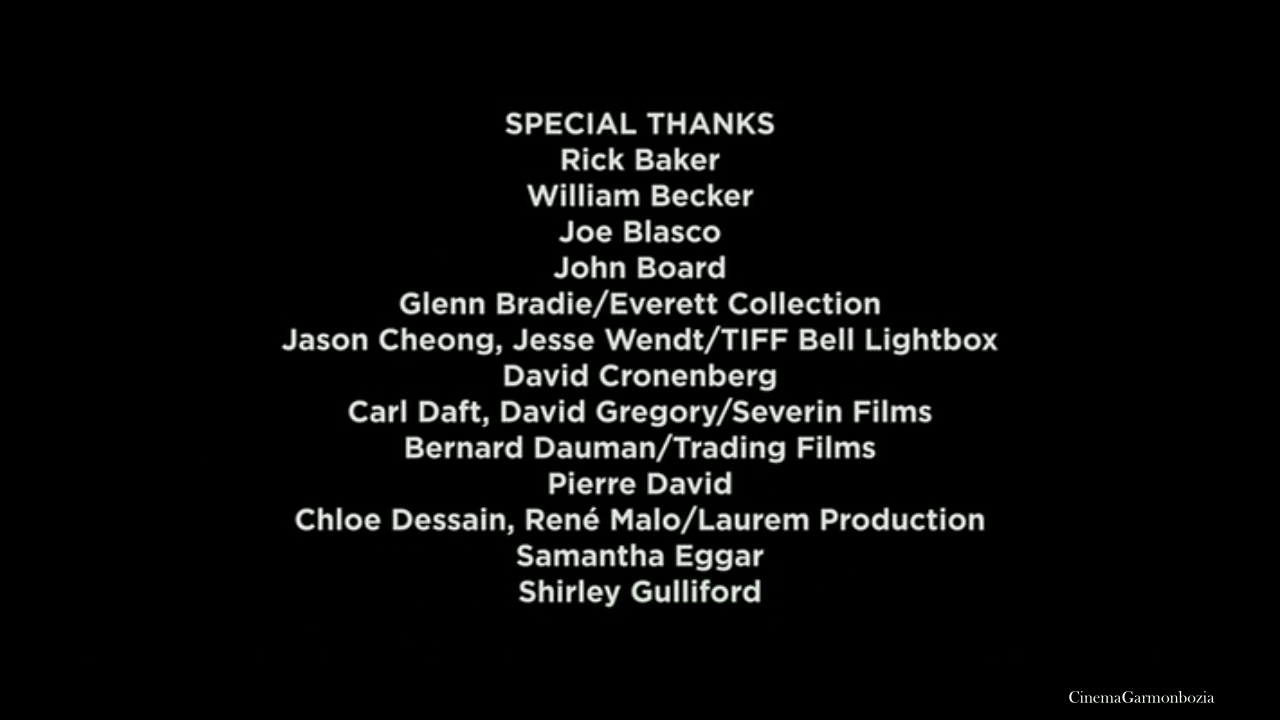 SPECIAL THANKS
Rick Baker
William Becker
Joe Blasco
John Board
Glenn Bradie/Everett Collection
Jason Cheong, Jesse Wendt/TIFF Bell Lightbox
David Cronenberg
Carl Daft, David Gregory/Severin Films
Bernard Dauman/Trading Films
Pierre David
Chloe Dessain, René Malo/Laurem Production
Samantha Eggar
Shirley Gulliford
CinemaGarmonbozia